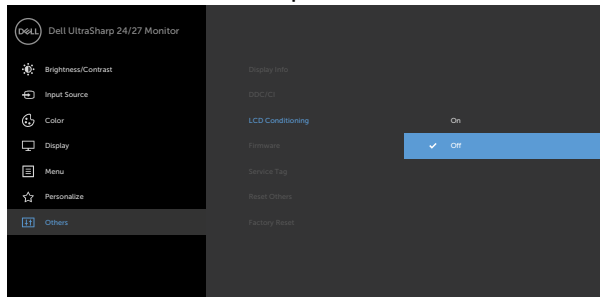 DELL Dell UltraSharp 24/27 Monitor
Brightness/Contrast
Display Info
Input Source
DDC/CI
Color
LCD Conditioning
On
Display
Firmware
Off
Menu
Service Tag
Personalize
Reset Others
Others
Factory Reset